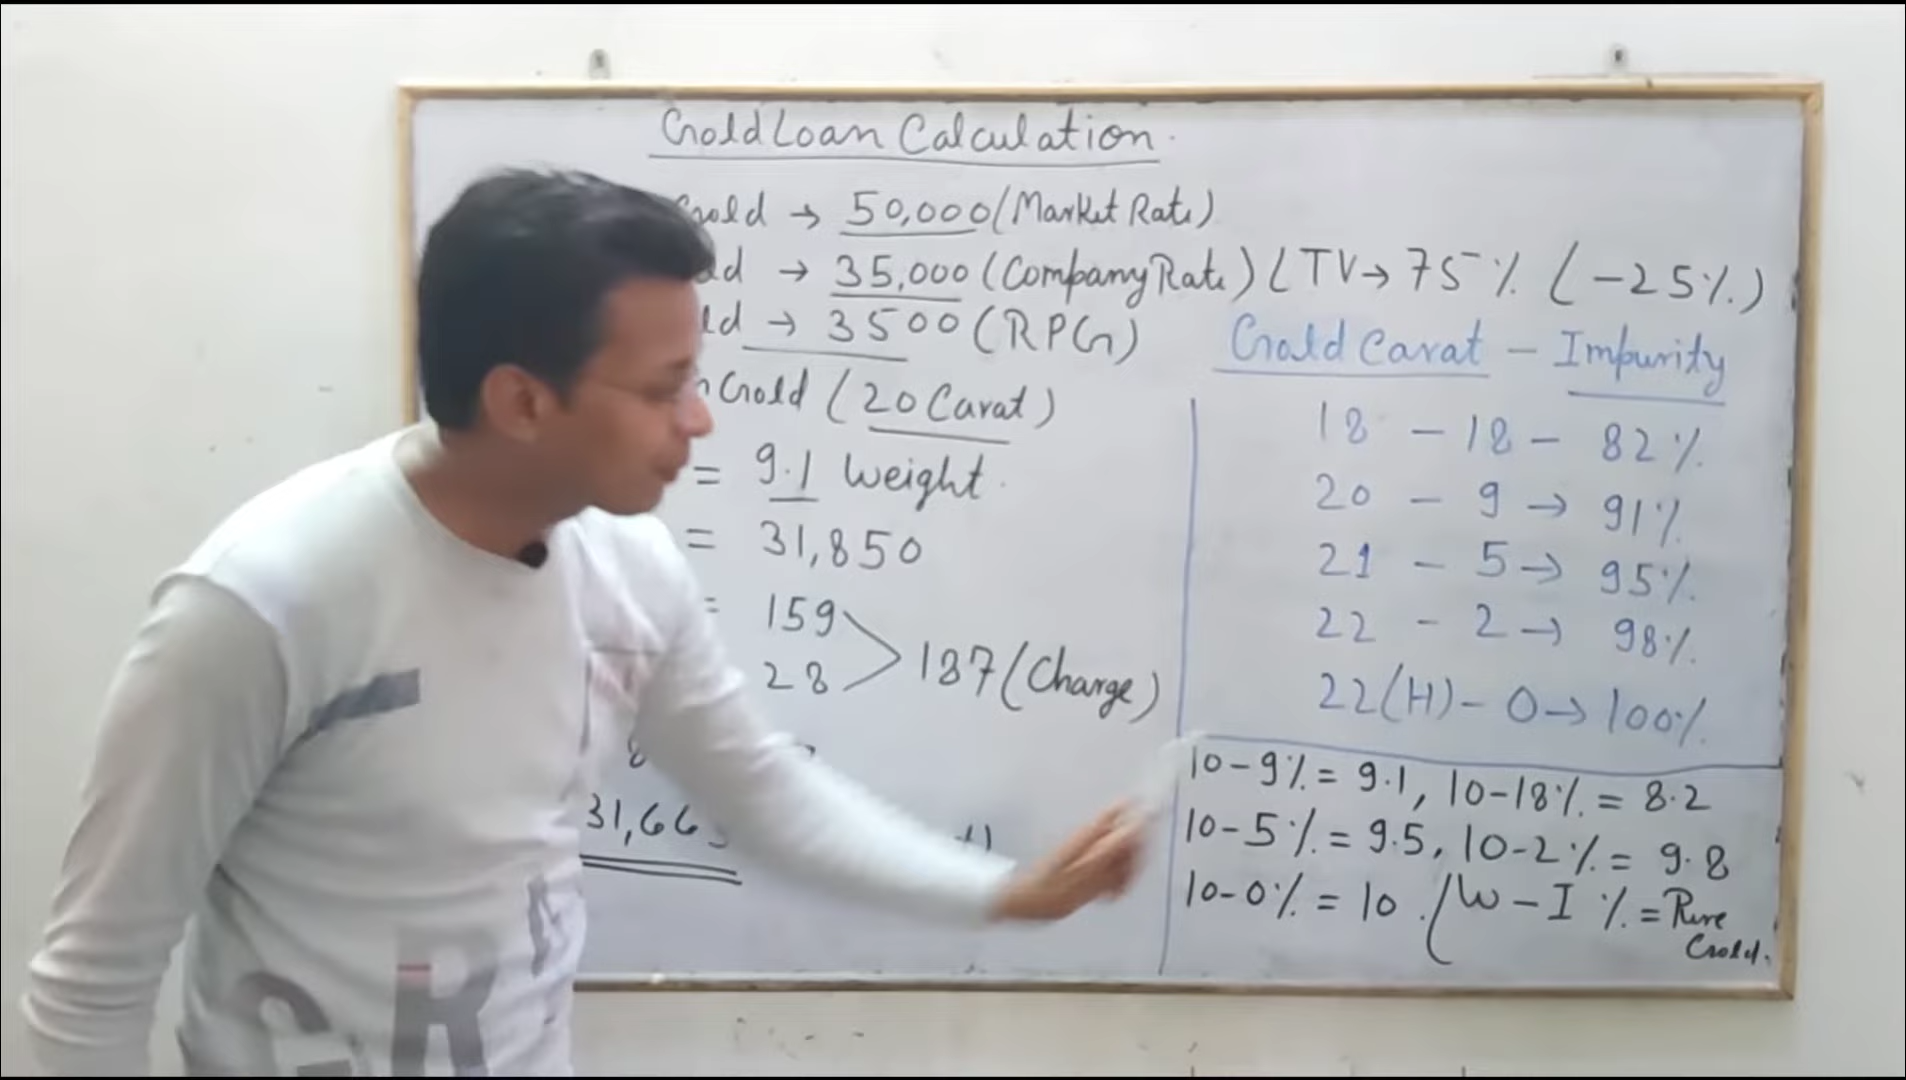 Gold Loan Calculation
Gold → 50,000 (Market Rate)
→ 35,000 (Company Rate) LTV → 75% (-25%)
→ 3500 (RPG)
Gold (20 Carat)
= 9.1 Weight
= 31,850
= 159
28 > 187 (Charge)
31,66
Gold Carat - Impurity
18 - 18 - 82%
20 - 9 → 91%
21 - 5 → 95%
22 - 2 → 98%
22(H) - 0 → 100%
10-9% = 9.1, 10-18% = 8.2
10-5% = 9.5, 10-2% = 9.8
10-0% = 10. (W - I % = Pure
Gold.